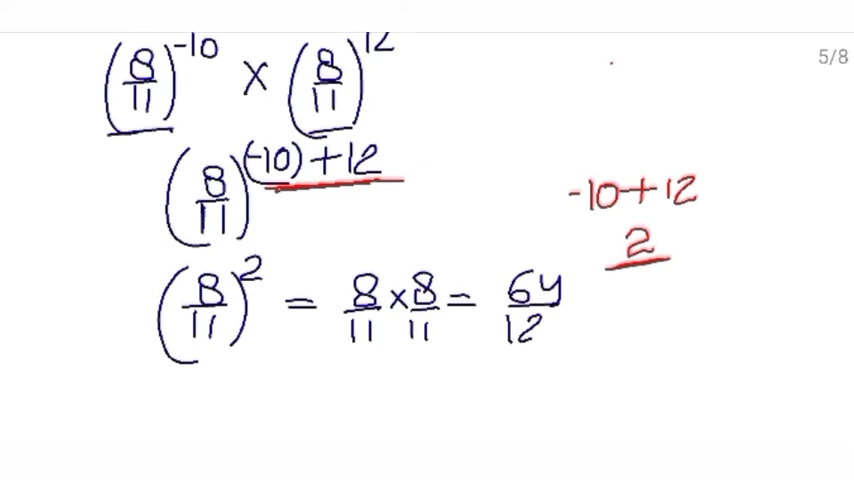 5/8
(8/11)^-10 × (8/11)^12
(8/11)^(-10)+12
-10+12
2
(8/11)^2 = 8/11 × 8/11 = 64/12